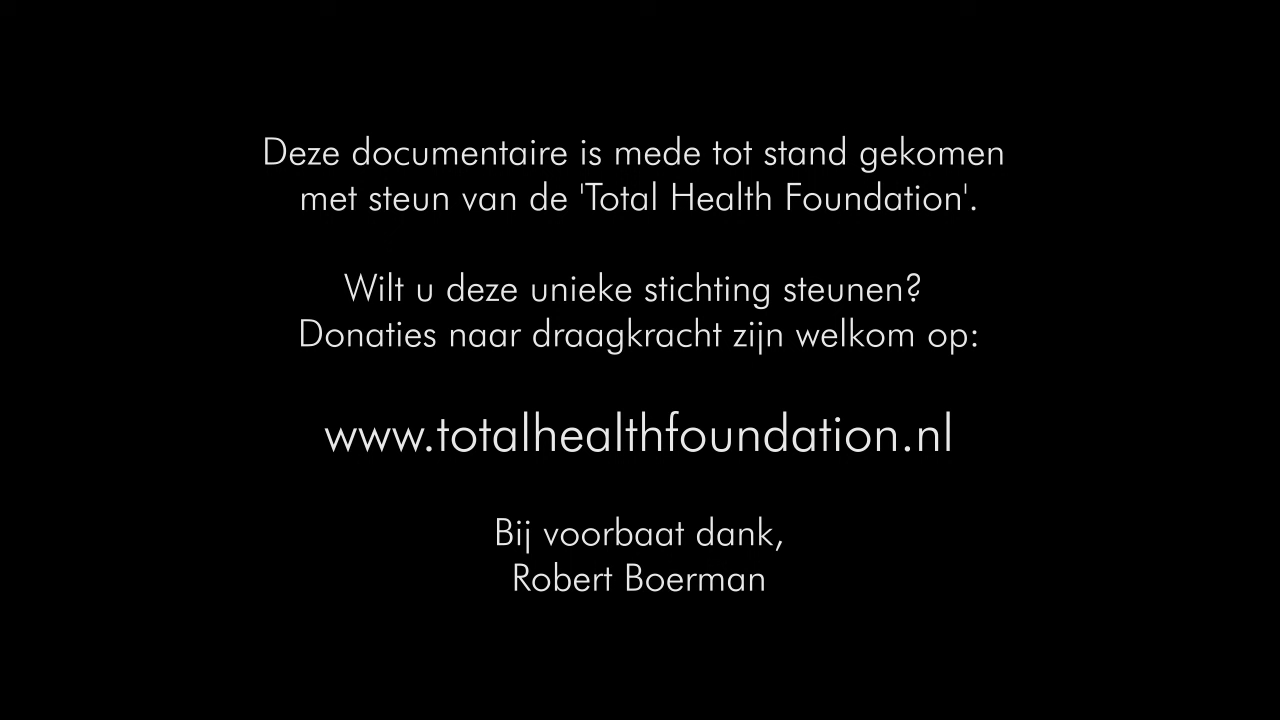 Deze documentaire is mede tot stand gekomen
met steun van de 'Total Health Foundation'.
Wilt u deze unieke stichting steunen?
Donaties naar draagkracht zijn welkom op:
www.totalhealthfoundation.nl
Bij voorbaat dank,
Robert Boerman